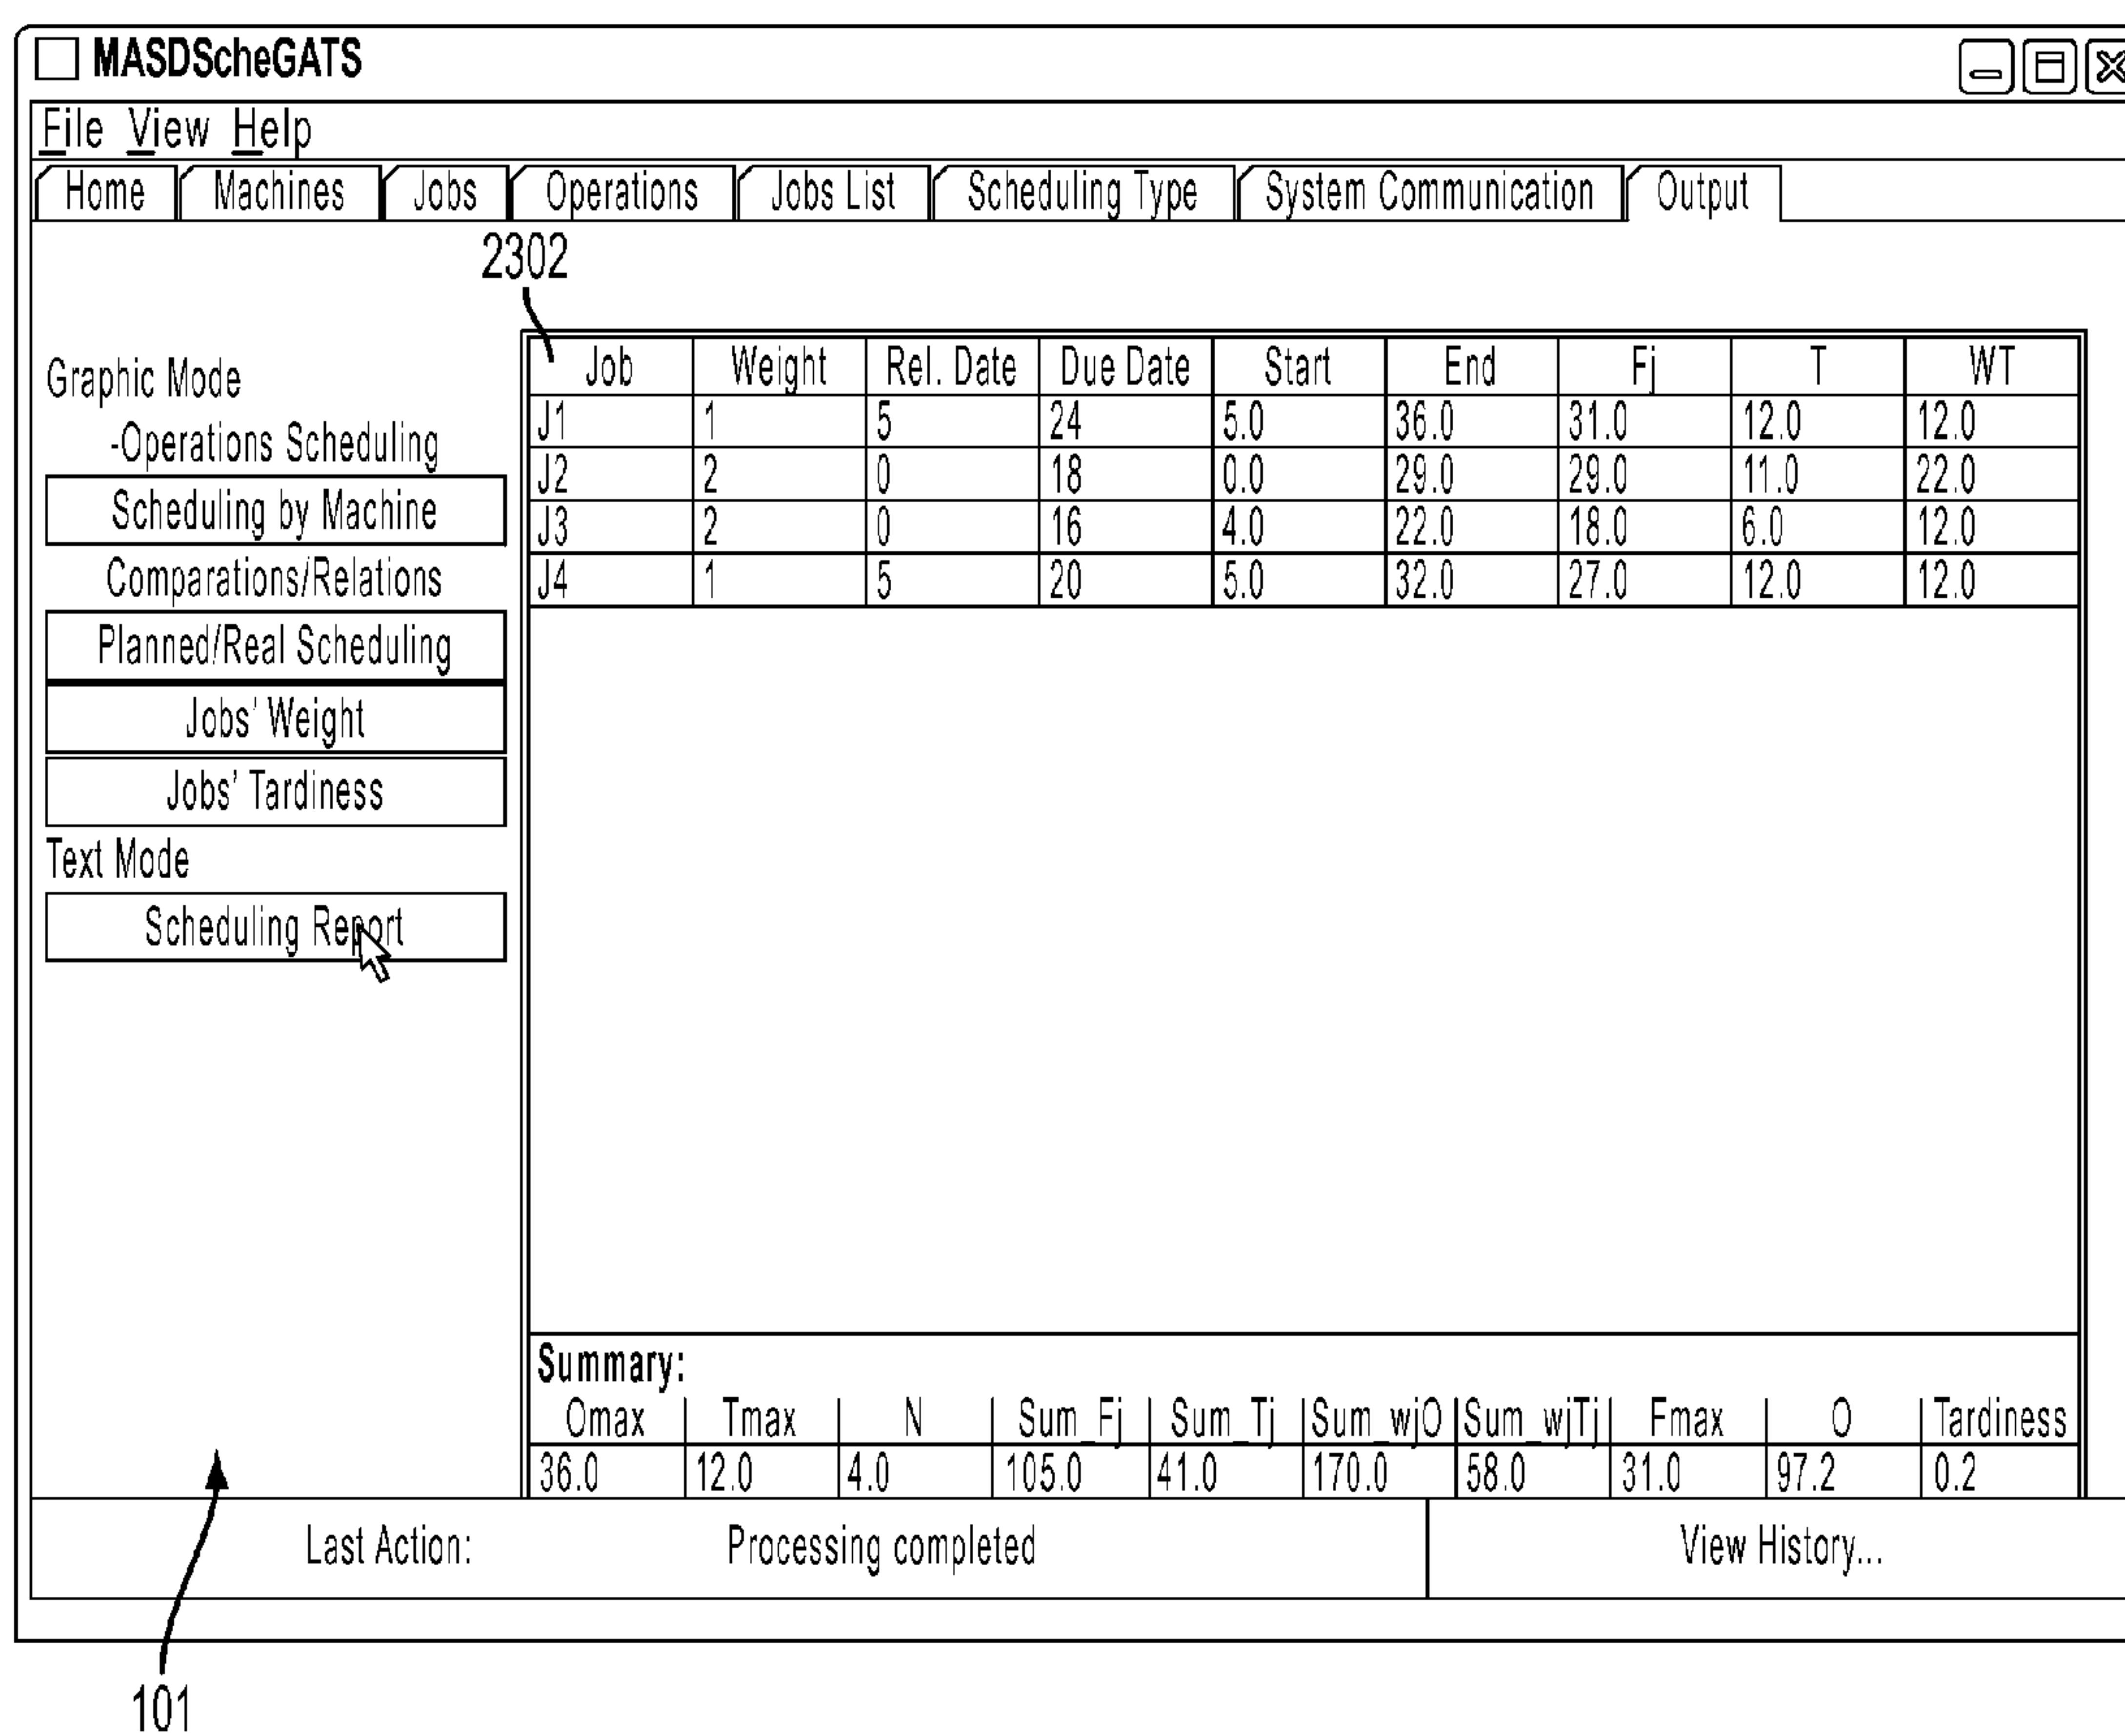 MASDScheGATS
File View Help
Home Machines Jobs Operations Jobs List Scheduling Type System Communication Output
2302
Graphic Mode
-Operations Scheduling
Scheduling by Machine
Comparations/Relations
Planned/Real Scheduling
Jobs' Weight
Jobs' Tardiness
Text Mode
Scheduling Report
Job Weight Rel. Date Due Date Start End Fj T WT
J1 1 5 24 5.0 36.0 31.0 12.0 12.0
J2 2 0 18 0.0 29.0 29.0 11.0 22.0
J3 2 0 16 4.0 22.0 18.0 6.0 12.0
J4 1 5 20 5.0 32.0 27.0 12.0 12.0
Summary:
Omax Tmax N Sum_Fj Sum_Tj Sum_wjO Sum_wjTj Fmax O Tardiness
36.0 12.0 4.0 105.0 41.0 170.0 58.0 31.0 97.2 0.2
Last Action: Processing completed View History...
101